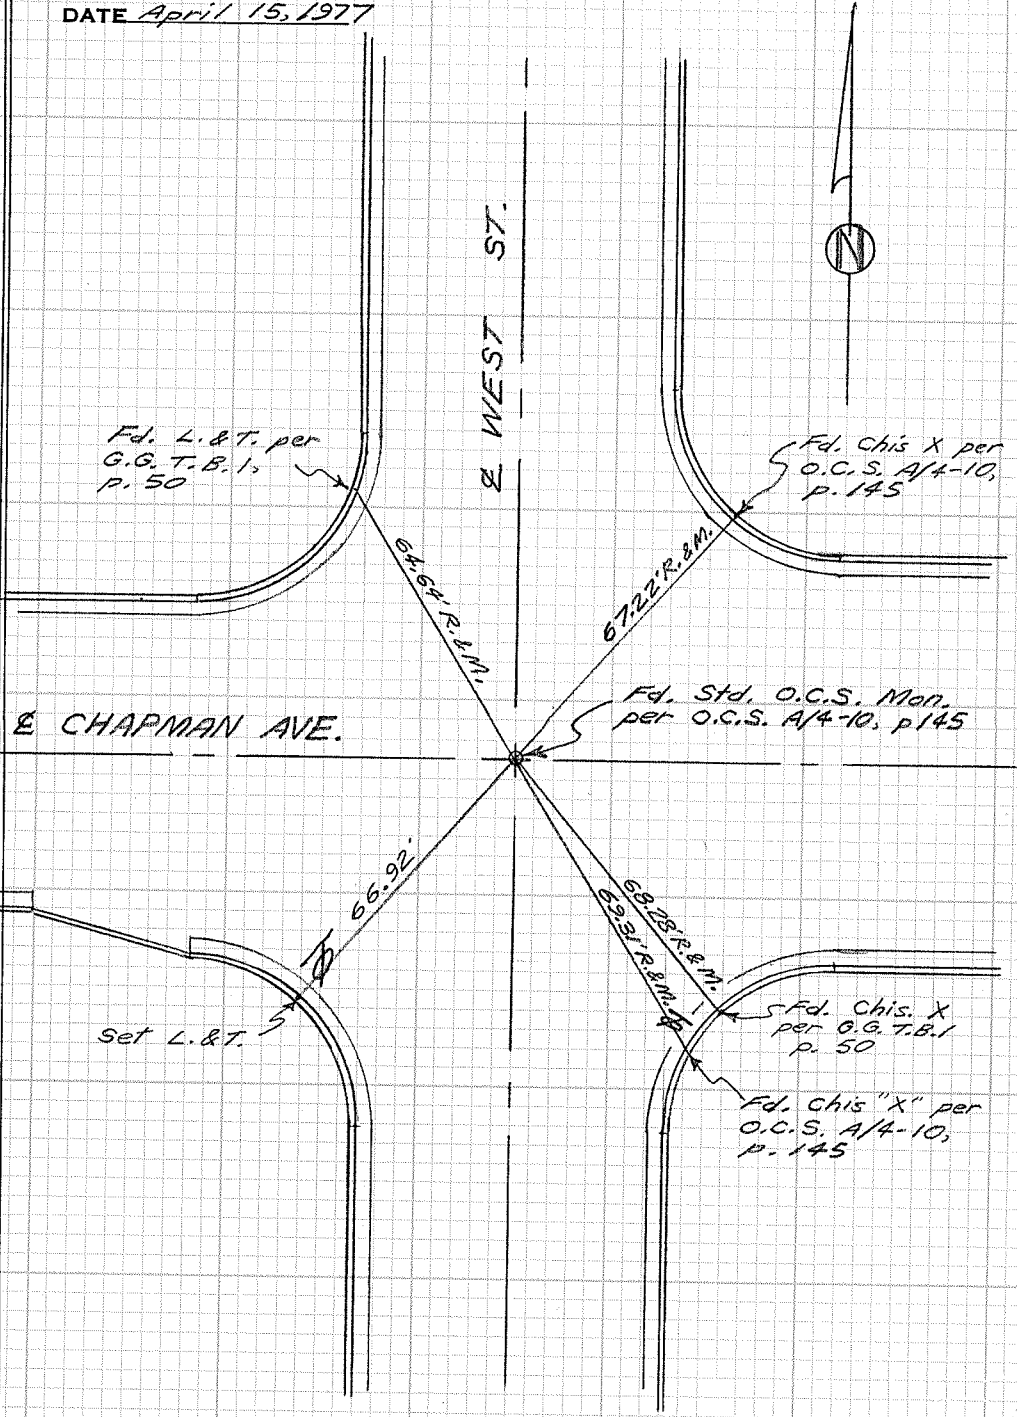 DATE April 15, 1977
℄ WEST ST.
N
Fd. L. & T. per
G.G. T.B. 1,
p. 50
Fd. Chis X per
O.C.S. A/4-10,
p. 145
64.64' R.&M.
67.22' R.&M.
Fd. Std. O.C.S. Mon.
per O.C.S. A/4-10, p 145
℄ CHAPMAN AVE.
66.92'
68.28' R.&M.
69.31' R.&M.
Set L.&T.
Fd. Chis. X
per G.G. T.B. 1
p. 50
Fd. Chis "X" per
O.C.S. A/4-10,
p. 145